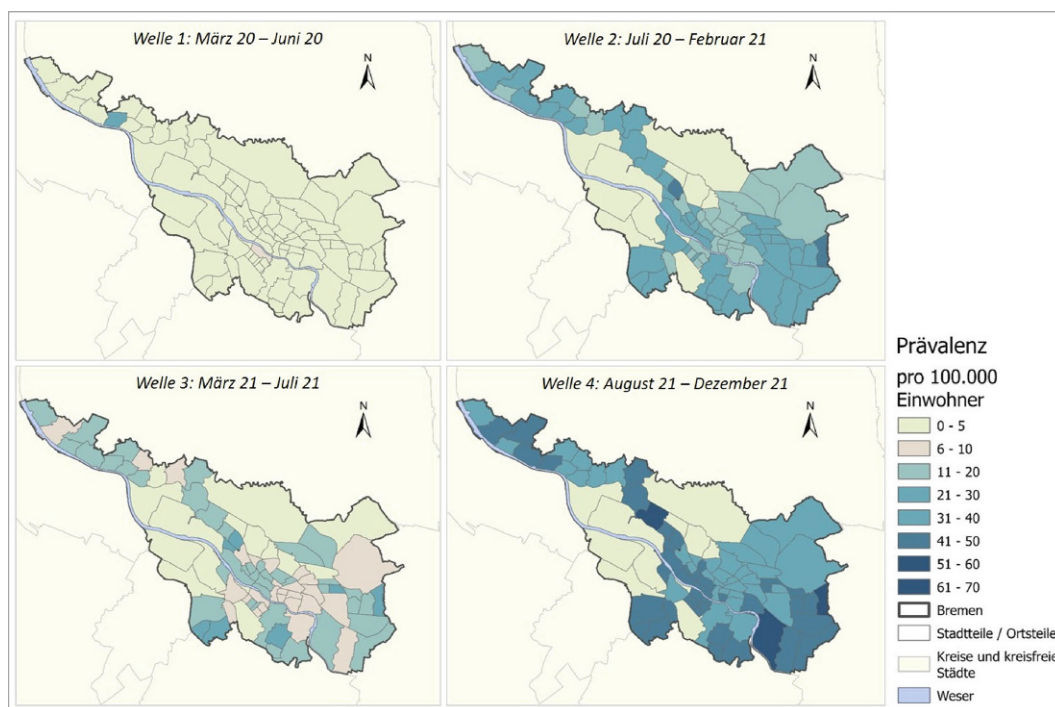 Welle 1: März 20 – Juni 20
N
Welle 2: Juli 20 – Februar 21
N
Welle 3: März 21 – Juli 21
N
Welle 4: August 21 – Dezember 21
N
Prävalenz
pro 100.000
Einwohner
0 - 5
6 - 10
11 - 20
21 - 30
31 - 40
41 - 50
51 - 60
61 - 70
Bremen
Stadtteile / Ortsteile
Kreise und kreisfreie
Städte
Weser